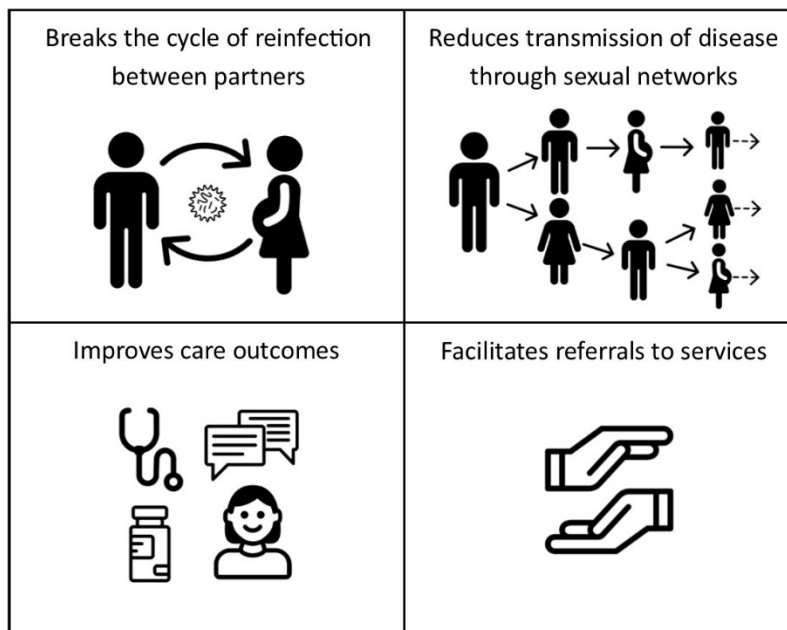 Breaks the cycle of reinfection
between partners
Reduces transmission of disease
through sexual networks
Improves care outcomes
Facilitates referrals to services